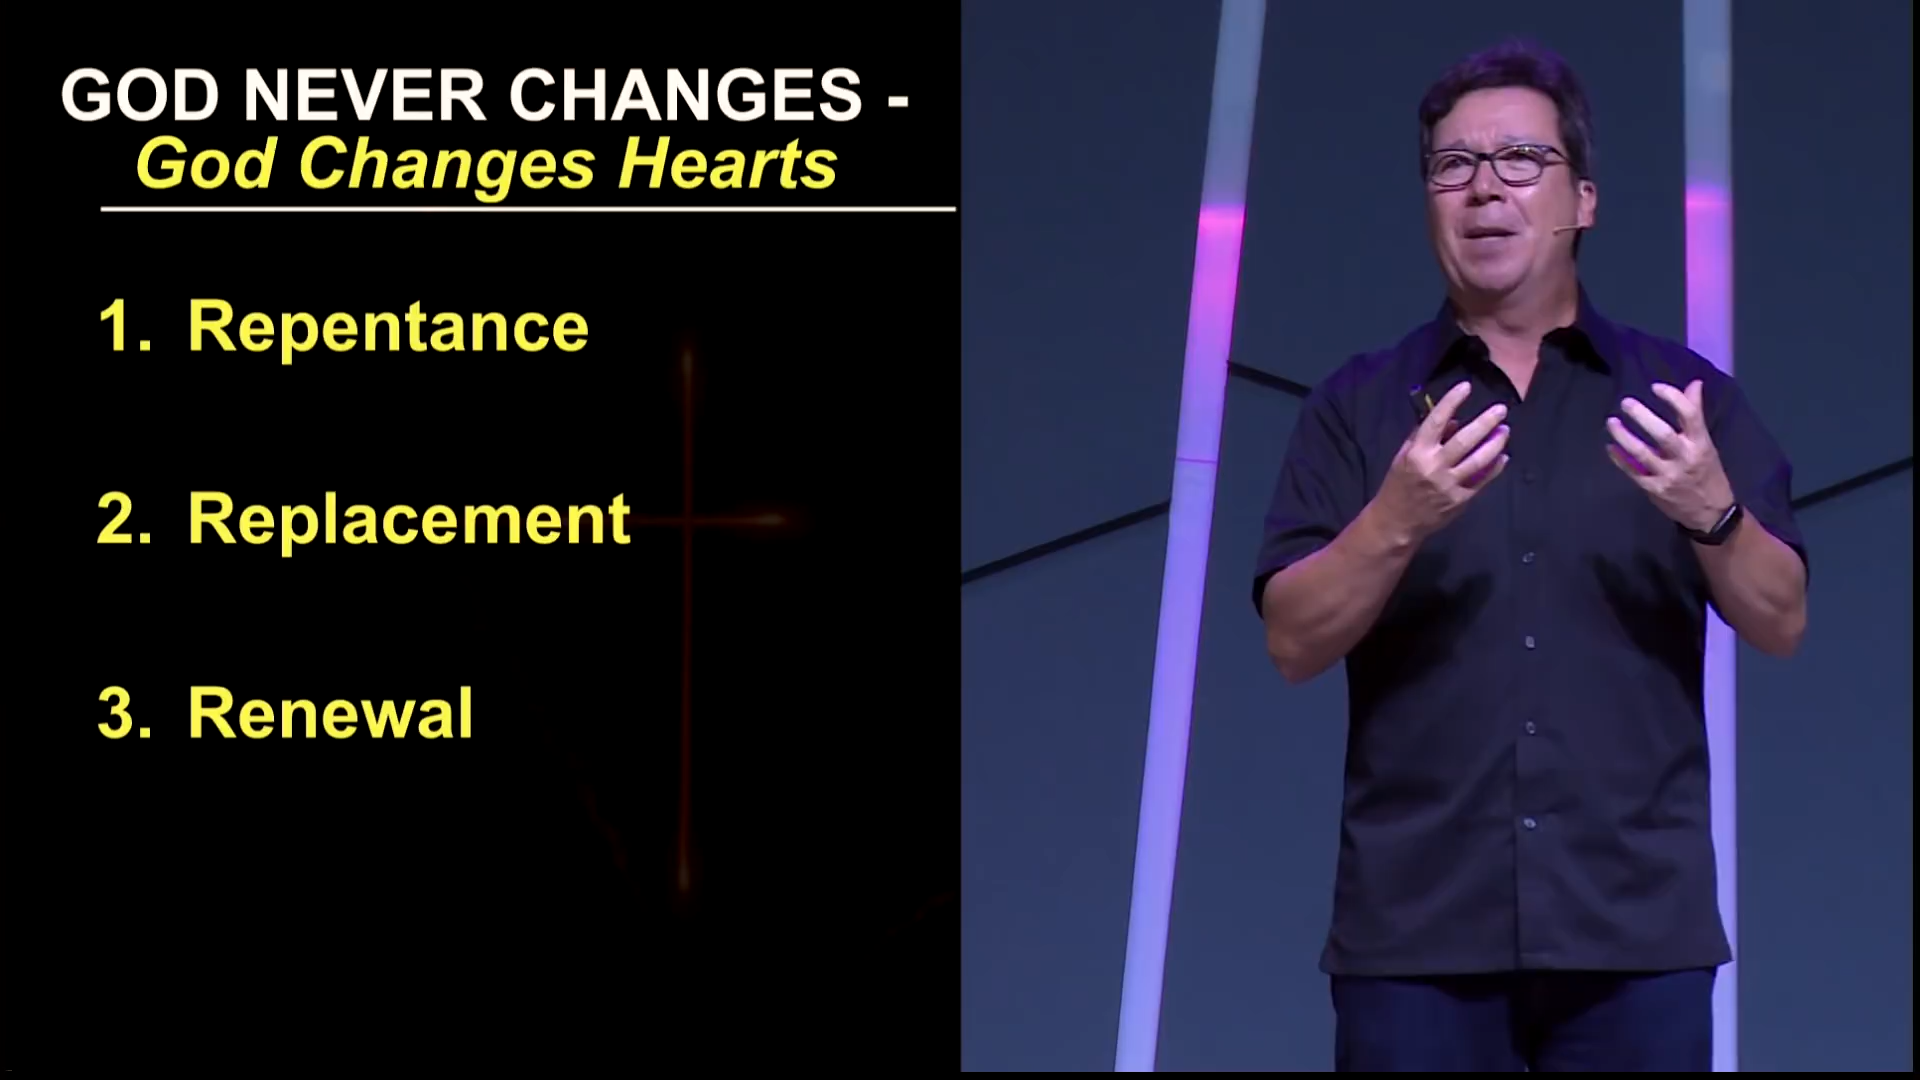 GOD NEVER CHANGES -
God Changes Hearts
1. Repentance
2. Replacement
3. Renewal